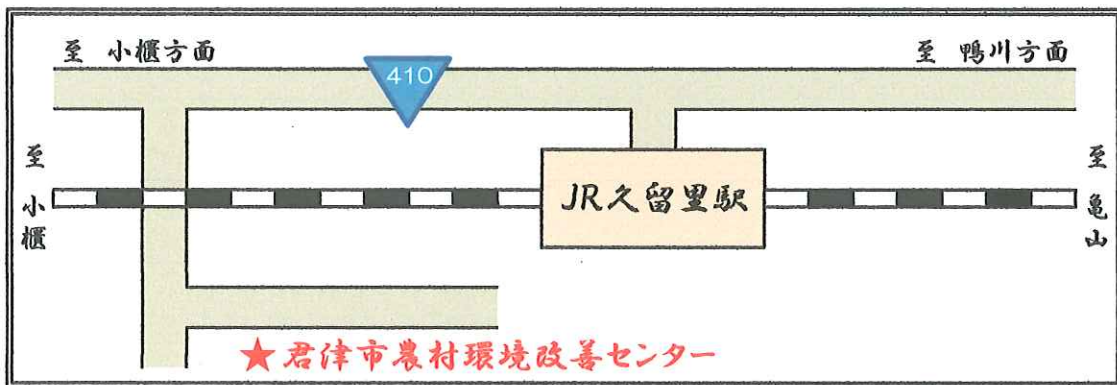 至 小櫃方面
410
至 鴨川方面
至 小櫃
JR久留里駅
至 亀山
★君津市農村環境改善センター